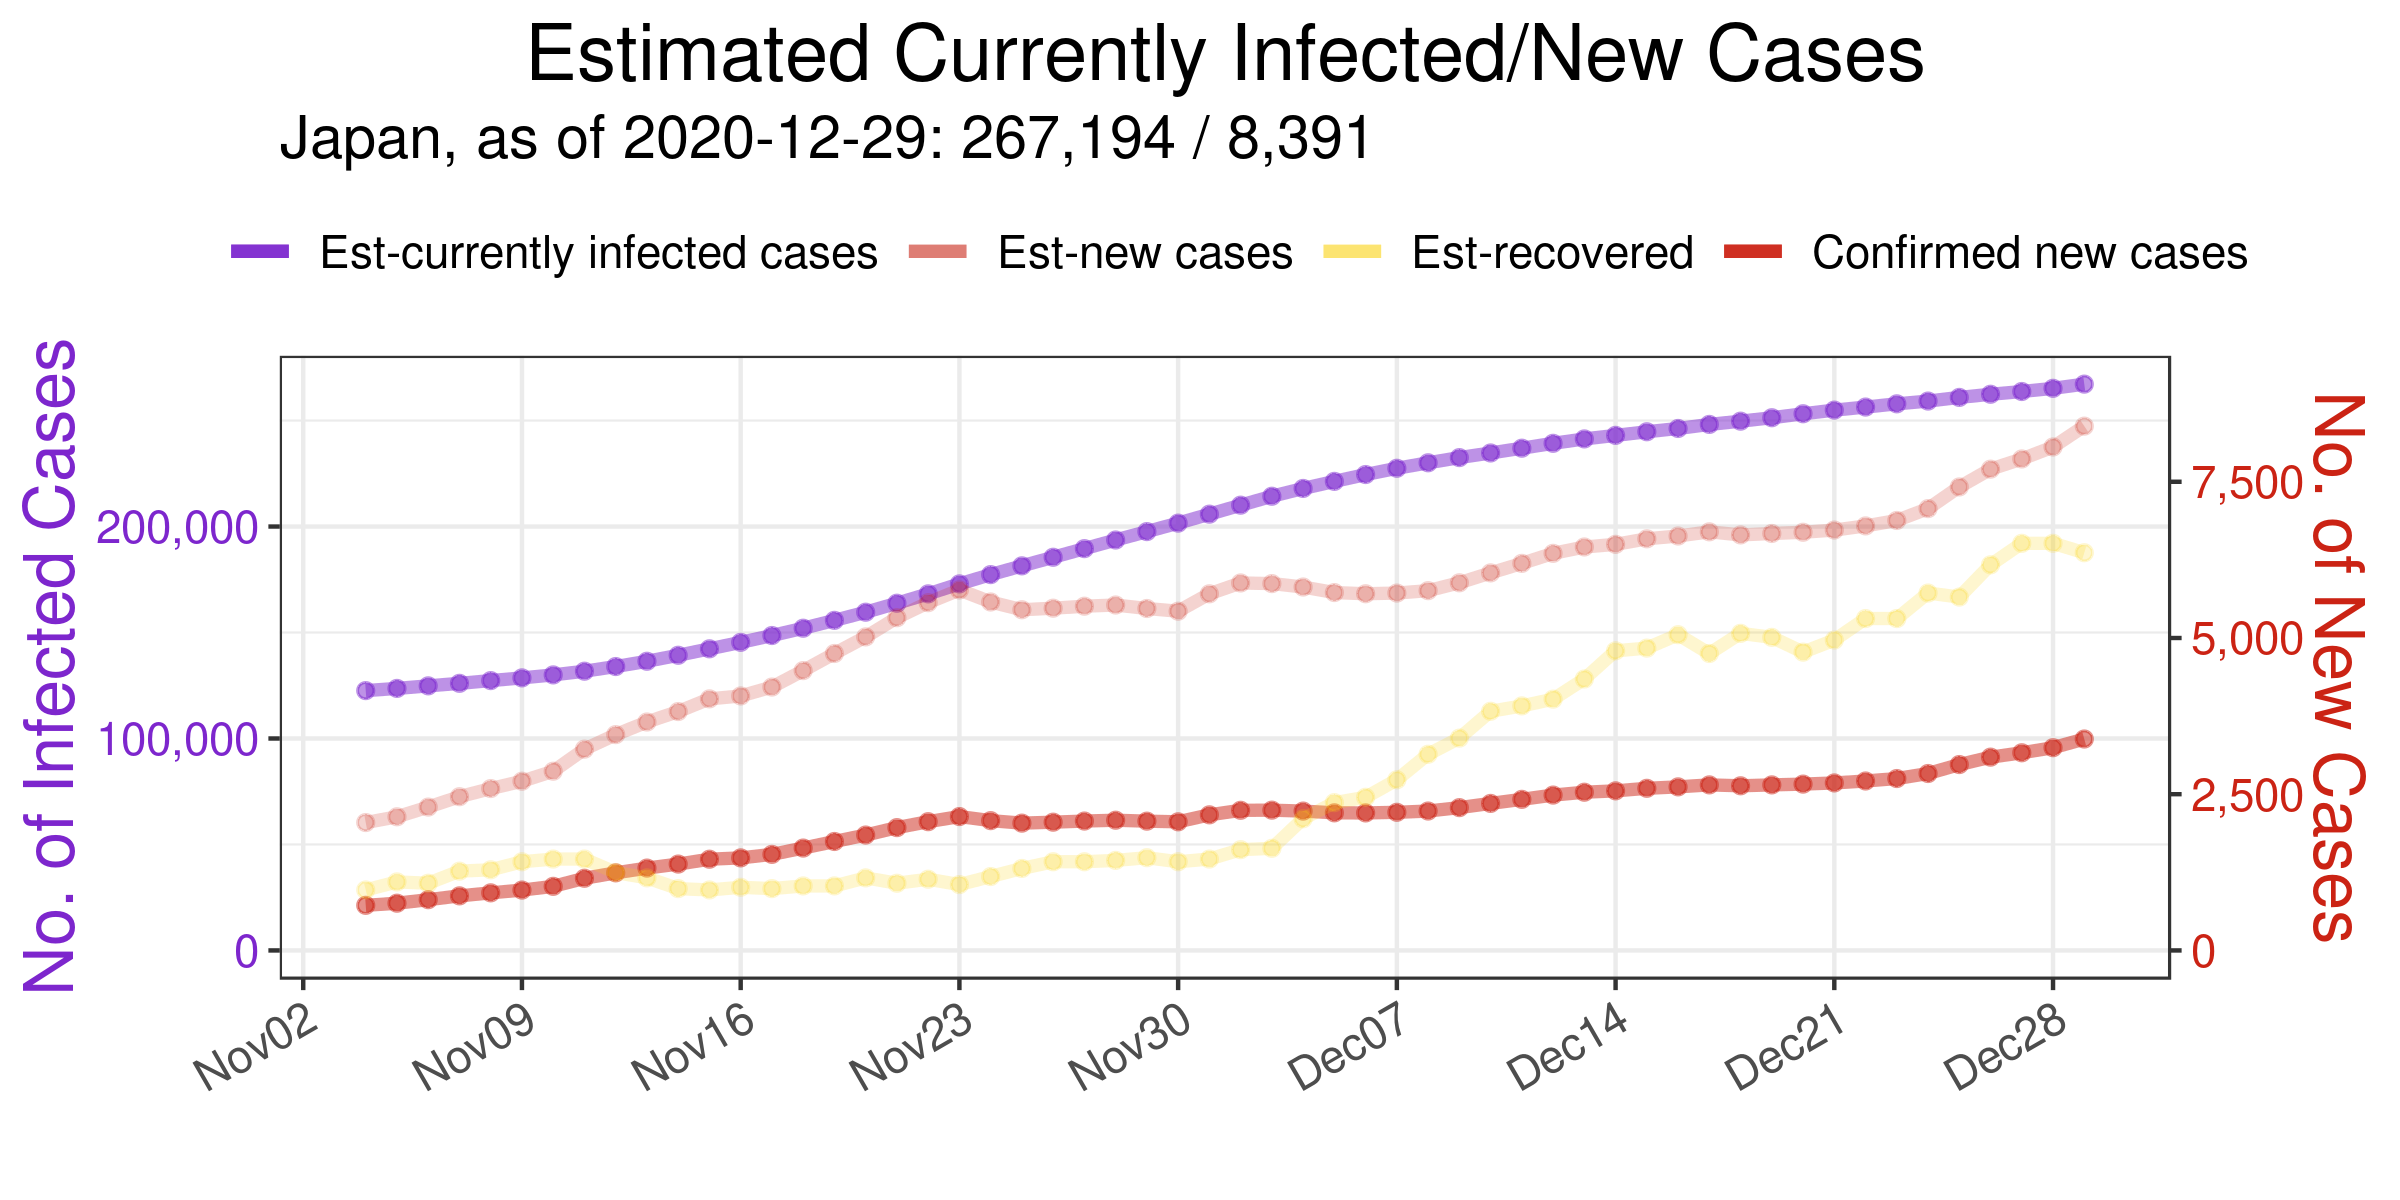 Estimated Currently Infected/New Cases
Japan, as of 2020-12-29: 267,194 / 8,391
Est-currently infected cases Est-new cases Est-recovered Confirmed new cases
No. of Infected Cases
200,000
100,000
0
7,500
5,000
2,500
0
No. of New Cases
Nov02 Nov09 Nov16 Nov23 Nov30 Dec07 Dec14 Dec21 Dec28